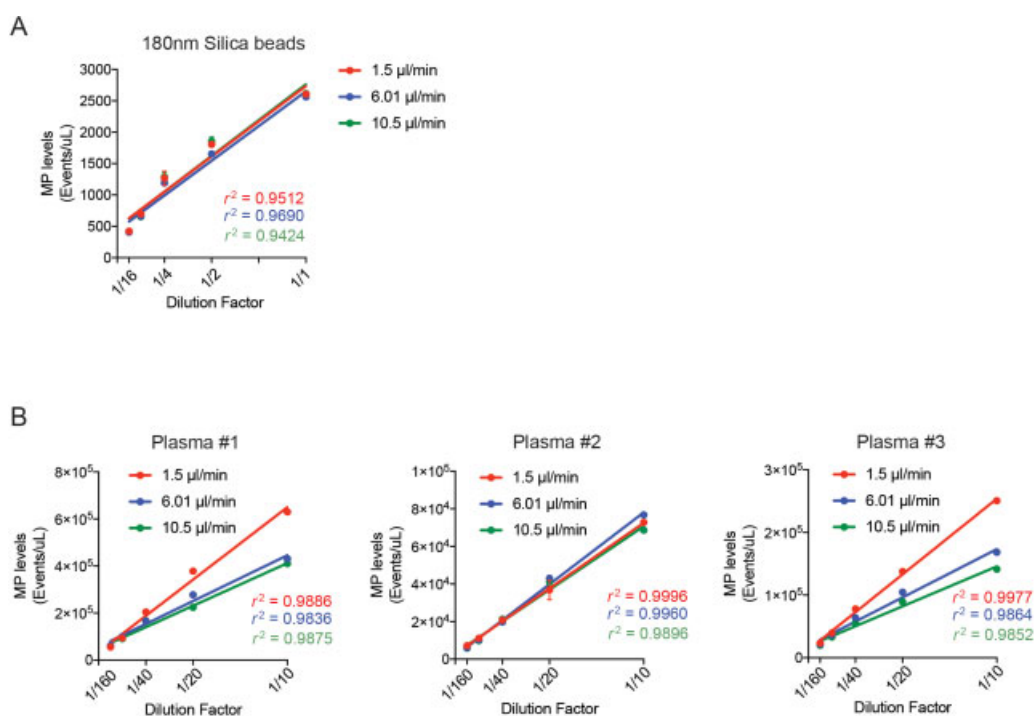 A
180nm Silica beads
3000
2500
2000
1500
1000
500
0
MP levels
(Events/uL)
1.5 µl/min
6.01 µl/min
10.5 µl/min
r² = 0.9512
r² = 0.9690
r² = 0.9424
1/16
1/4
1/2
1/1
Dilution Factor
B
Plasma #1
8×10⁵
6×10⁵
4×10⁵
2×10⁵
0
MP levels
(Events/uL)
1.5 µl/min
6.01 µl/min
10.5 µl/min
r² = 0.9886
r² = 0.9836
r² = 0.9875
1/160
1/40
1/20
1/10
Dilution Factor
Plasma #2
1×10⁵
8×10⁴
6×10⁴
4×10⁴
2×10⁴
0
MP levels
(Events/uL)
1.5 µl/min
6.01 µl/min
10.5 µl/min
r² = 0.9996
r² = 0.9960
r² = 0.9896
1/160
1/40
1/20
1/10
Dilution Factor
Plasma #3
3×10⁵
2×10⁵
1×10⁵
0
MP levels
(Events/uL)
1.5 µl/min
6.01 µl/min
10.5 µl/min
r² = 0.9977
r² = 0.9864
r² = 0.9852
1/160
1/40
1/20
1/10
Dilution Factor